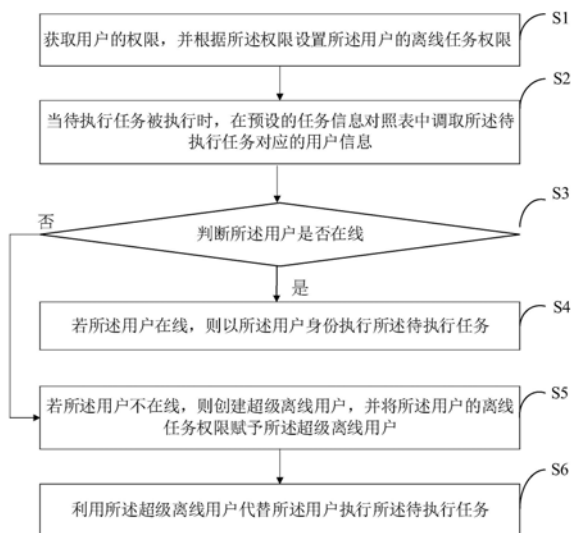 S1
获取用户的权限，并根据所述权限设置所述用户的离线任务权限
S2
当待执行任务被执行时，在预设的任务信息对照表中调取所述待
执行任务对应的用户信息
S3
否
判断所述用户是否在线
是
S4
若所述用户在线，则以所述用户身份执行所述待执行任务
S5
若所述用户不在线，则创建超级离线用户，并将所述用户的离线
任务权限赋予所述超级离线用户
S6
利用所述超级离线用户代替所述用户执行所述待执行任务